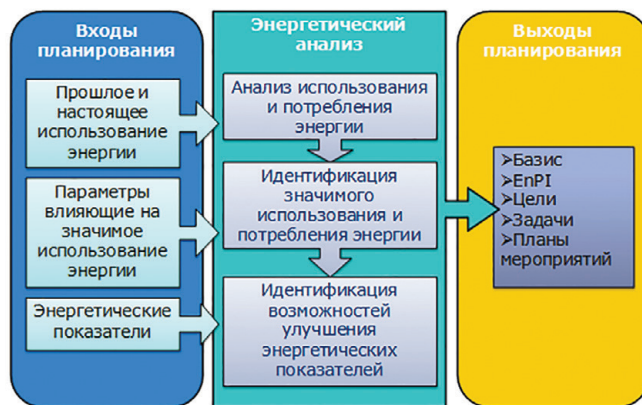 Входы
планирования
Прошлое и
настоящее
использование
энергии
Параметры
влияющие на
значимое
использование
энергии
Энергетические
показатели
Энергетический
анализ
Анализ использования
и потребления
энергии
Идентификация
значимого
использования и
потребления энергии
Идентификация
возможностей
улучшения
энергетических
показателей
Выходы
планирования
➢Базис
➢EnPI
➢Цели
➢Задачи
➢Планы
мероприятий